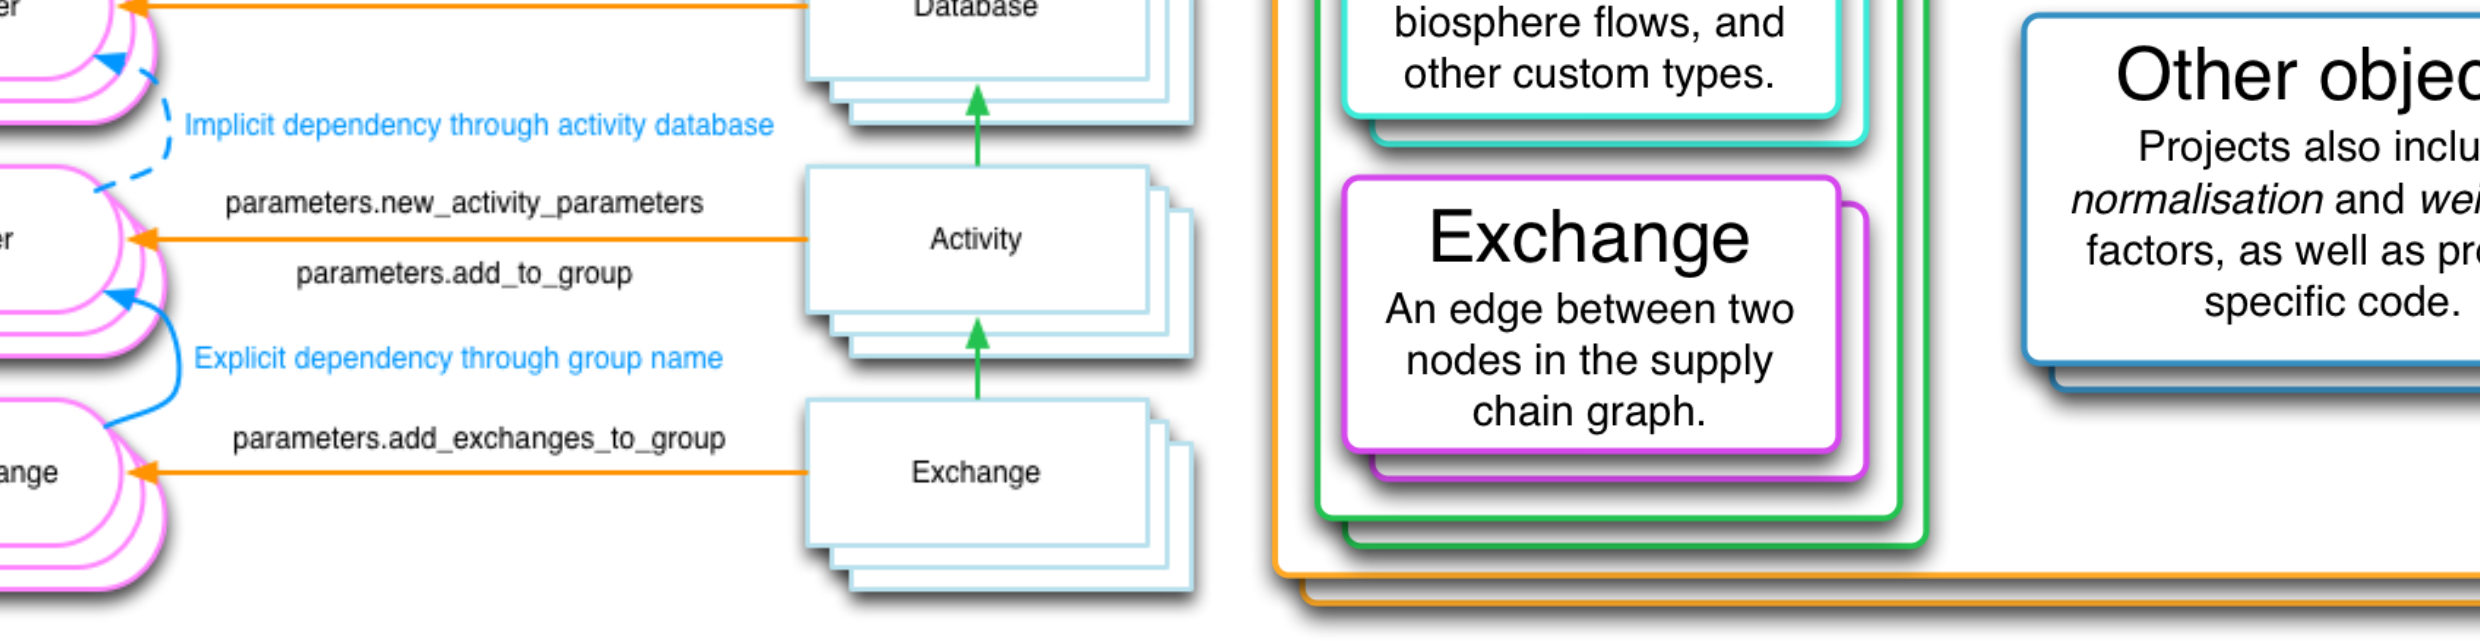 er
Database
Implicit dependency through activity database
parameters.new_activity_parameters
er
Activity
parameters.add_to_group
Explicit dependency through group name
parameters.add_exchanges_to_group
ange
Exchange
biosphere flows, and
other custom types.
Exchange
An edge between two
nodes in the supply
chain graph.
Other objec
Projects also inclu
normalisation and wei
factors, as well as pro
specific code.